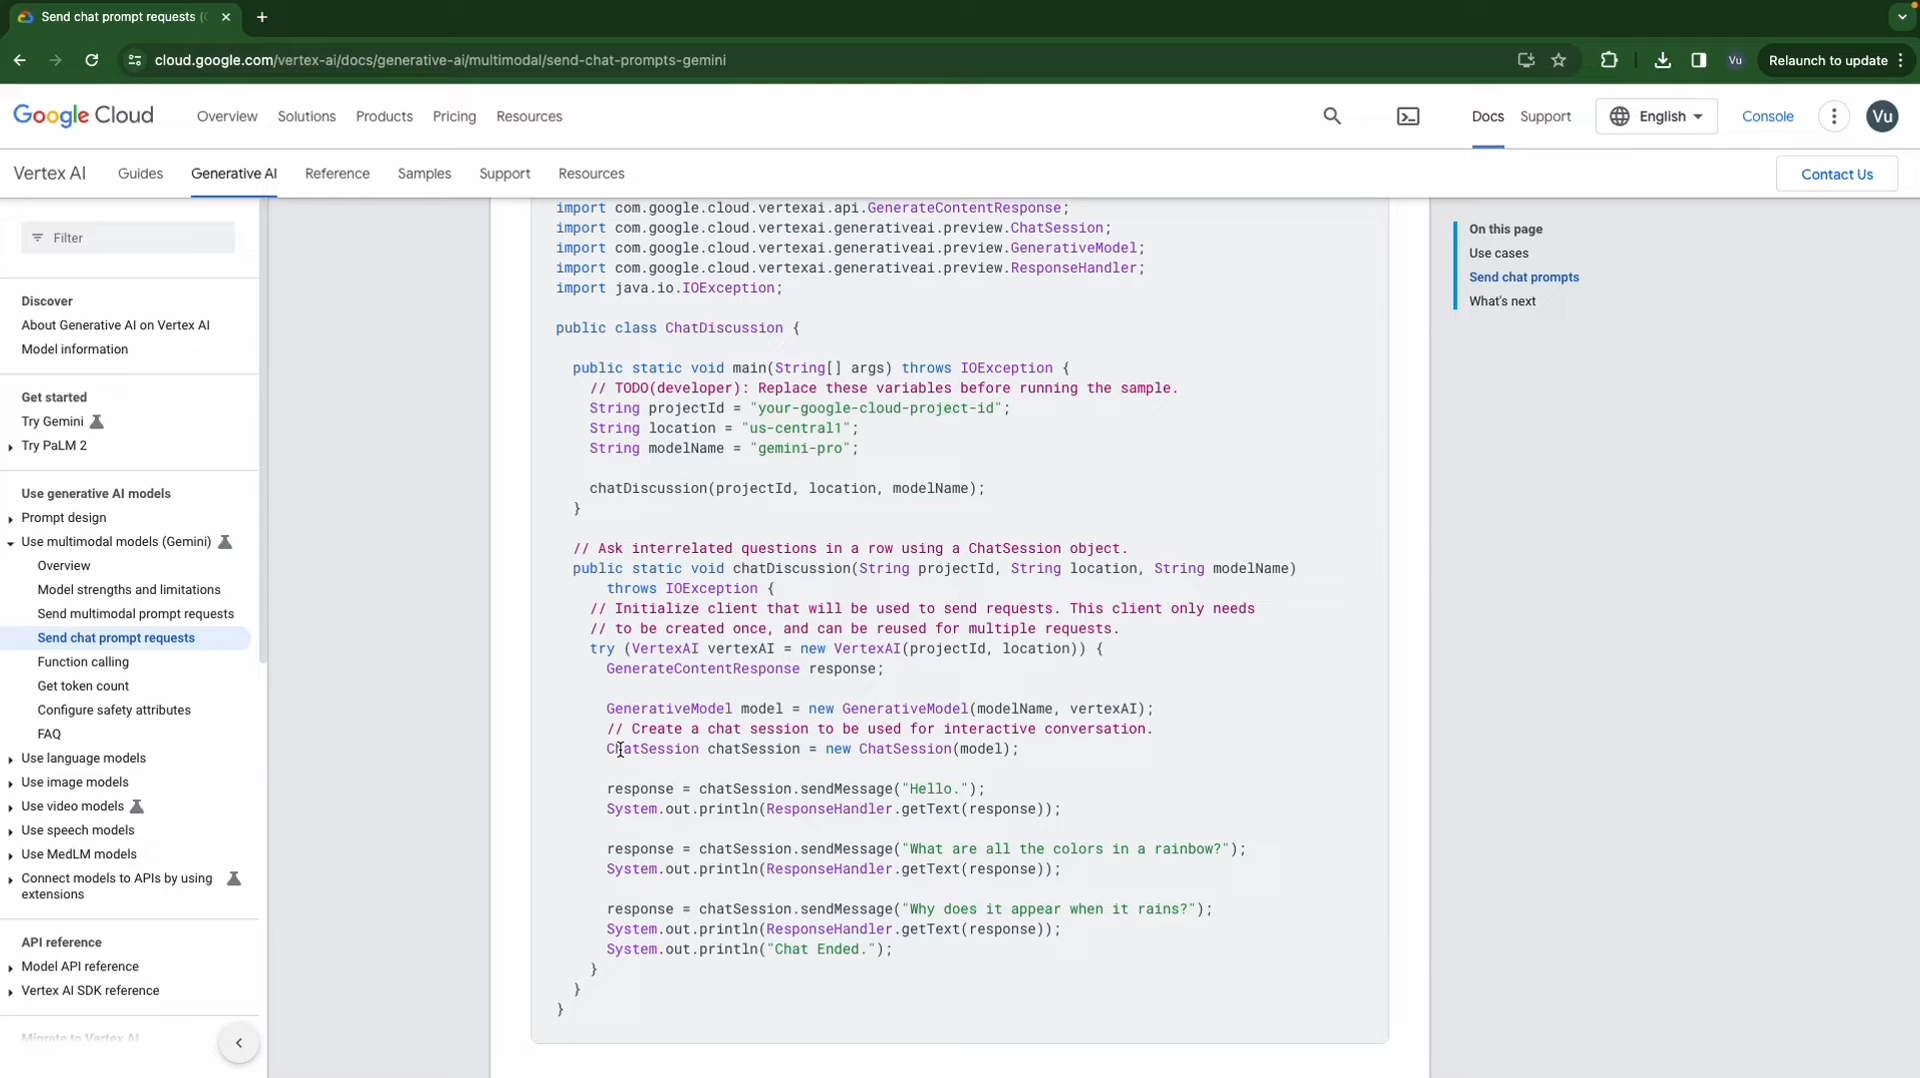 Send chat prompt requests (
cloud.google.com/vertex-ai/docs/generative-ai/multimodal/send-chat-prompts-gemini
Vu
Relaunch to update
Google Cloud
Overview
Solutions
Products
Pricing
Resources
Docs
Support
English
Console
Vu
Vertex AI
Guides
Generative AI
Reference
Samples
Support
Resources
Contact Us
Filter
Discover
About Generative AI on Vertex AI
Model information
Get started
Try Gemini
Try PaLM 2
Use generative AI models
Prompt design
Use multimodal models (Gemini)
Overview
Model strengths and limitations
Send multimodal prompt requests
Send chat prompt requests
Function calling
Get token count
Configure safety attributes
FAQ
Use language models
Use image models
Use video models
Use speech models
Use MedLM models
Connect models to APIs by using
extensions
API reference
Model API reference
Vertex AI SDK reference
Migrate to Vertex AI
import com.google.cloud.vertexai.api.GenerateContentResponse;
import com.google.cloud.vertexai.generativeai.preview.ChatSession;
import com.google.cloud.vertexai.generativeai.preview.GenerativeModel;
import com.google.cloud.vertexai.generativeai.preview.ResponseHandler;
import java.io.IOException;
public class ChatDiscussion {
public static void main(String[] args) throws IOException {
// TODO(developer): Replace these variables before running the sample.
String projectId = "your-google-cloud-project-id";
String location = "us-central1";
String modelName = "gemini-pro";
chatDiscussion(projectId, location, modelName);
}
// Ask interrelated questions in a row using a ChatSession object.
public static void chatDiscussion(String projectId, String location, String modelName)
throws IOException {
// Initialize client that will be used to send requests. This client only needs
// to be created once, and can be reused for multiple requests.
try (VertexAI vertexAI = new VertexAI(projectId, location)) {
GenerateContentResponse response;
GenerativeModel model = new GenerativeModel(modelName, vertexAI);
// Create a chat session to be used for interactive conversation.
ChatSession chatSession = new ChatSession(model);
response = chatSession.sendMessage("Hello.");
System.out.println(ResponseHandler.getText(response));
response = chatSession.sendMessage("What are all the colors in a rainbow?");
System.out.println(ResponseHandler.getText(response));
response = chatSession.sendMessage("Why does it appear when it rains?");
System.out.println(ResponseHandler.getText(response));
System.out.println("Chat Ended.");
}
}
}
On this page
Use cases
Send chat prompts
What's next